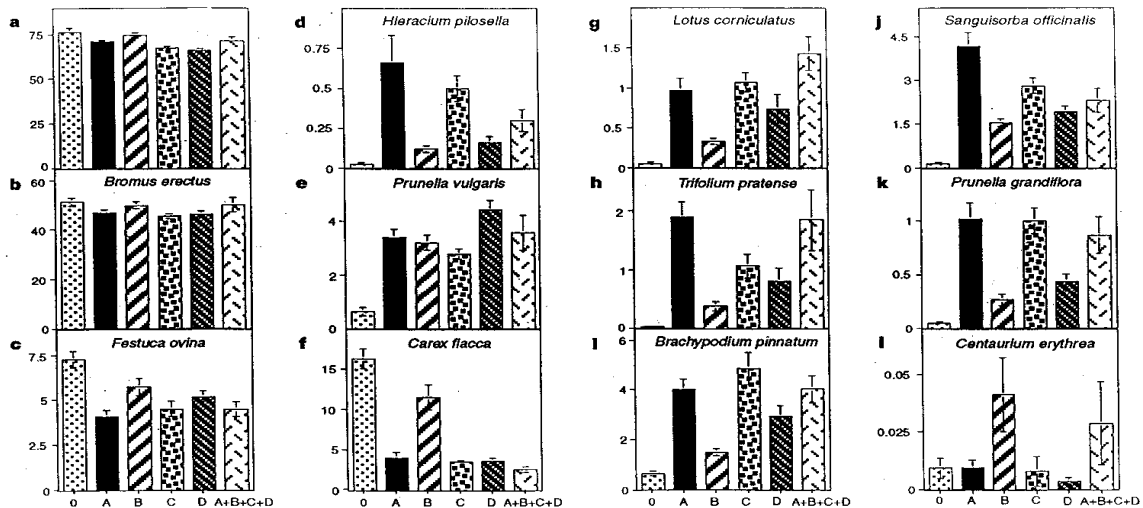 a
75
75
25
0
b
Bromus erectus
60
40
20
0
c
Festuca ovina
7.5
5
2.5
0
0 A B C D A+B+C+D
d
Hieracium pilosella
0.75
0.5
0.25
0
e
Prunella vulgaris
4
2
0
f
Carex flacca
15
10
5
0
A B C D A+B+C+D
g
Lotus corniculatus
1.5
1
0.5
0
h
Trifolium pratense
2
1
0
i
Brachypodium pinnatum
6
4
2
0
0 A B C D A+B+C+D
j
Sanguisorba officinalis
4.5
3
1.5
0
k
Prunella grandiflora
1
0.5
0
l
Centaurium erythrea
0.05
0.025
0
0 A B C D A+B+C+D